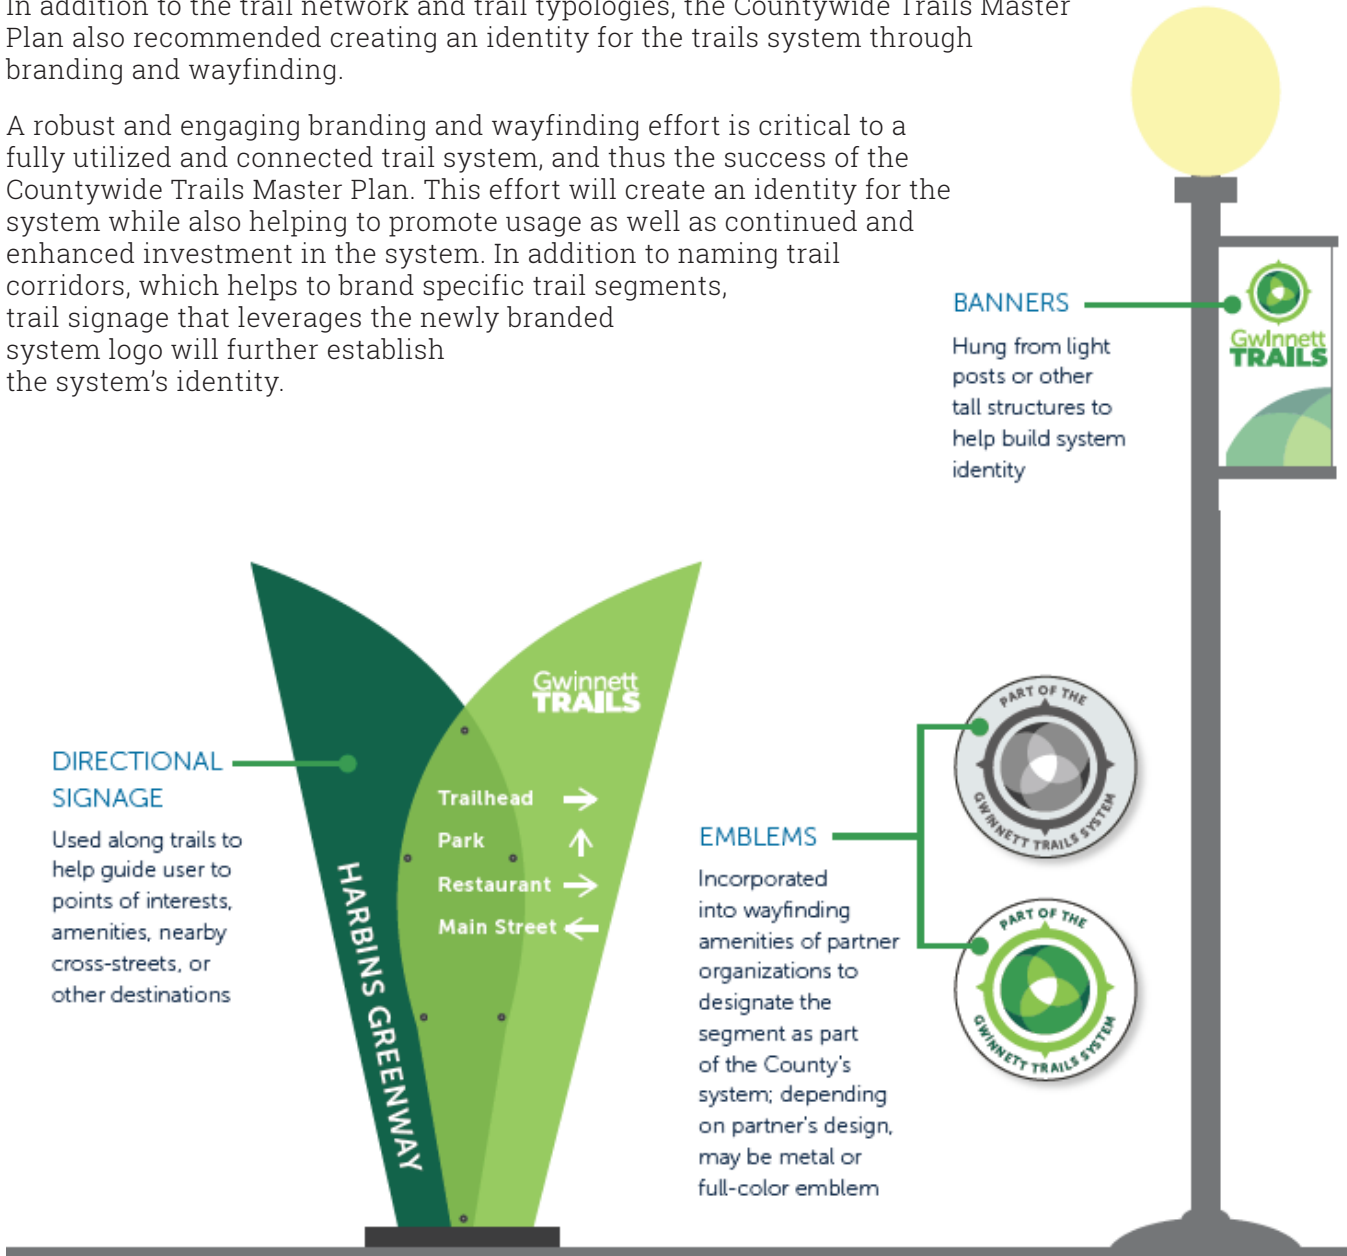 In addition to the trail network and trail typologies, the Countywide Trails Master
Plan also recommended creating an identity for the trails system through
branding and wayfinding.
A robust and engaging branding and wayfinding effort is critical to a
fully utilized and connected trail system, and thus the success of the
Countywide Trails Master Plan. This effort will create an identity for the
system while also helping to promote usage as well as continued and
enhanced investment in the system. In addition to naming trail
corridors, which helps to brand specific trail segments,
trail signage that leverages the newly branded
system logo will further establish
the system's identity.
BANNERS
Hung from light
posts or other
tall structures to
help build system
identity
Gwinnett
TRAILS
DIRECTIONAL
SIGNAGE
Used along trails to
help guide user to
points of interests,
amenities, nearby
cross-streets, or
other destinations
HARBINS GREENWAY
Gwinnett
TRAILS
Trailhead
Park
Restaurant
Main Street
EMBLEMS
Incorporated
into wayfinding
amenities of partner
organizations to
designate the
segment as part
of the County's
system; depending
on partner's design,
may be metal or
full-color emblem
PART OF THE
GWINNETT TRAILS SYSTEM
PART OF THE
GWINNETT TRAILS SYSTEM